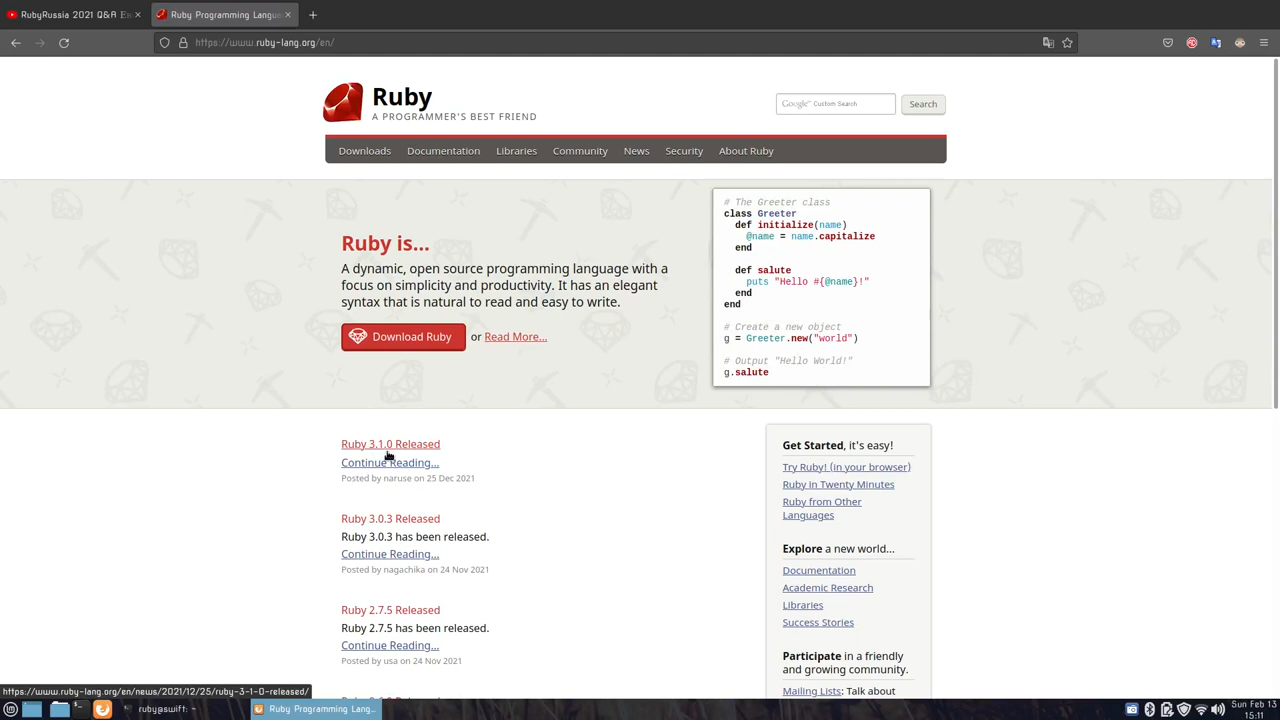 RubyRussia 2021 Q&A E
Ruby Programming Langu
https://www.ruby-lang.org/en/
Ruby
A PROGRAMMER'S BEST FRIEND
Google™ Custom Search
Search
Downloads Documentation Libraries Community News Security About Ruby
Ruby is...
A dynamic, open source programming language with a
focus on simplicity and productivity. It has an elegant
syntax that is natural to read and easy to write.
Download Ruby or Read More...
# The Greeter class
class Greeter
def initialize(name)
@name = name.capitalize
end
def salute
puts "Hello #{@name}!"
end
end
# Create a new object
g = Greeter.new("world")
# Output "Hello World!"
g.salute
Ruby 3.1.0 Released
Continue Reading...
Posted by naruse on 25 Dec 2021
Ruby 3.0.3 Released
Ruby 3.0.3 has been released.
Continue Reading...
Posted by nagachika on 24 Nov 2021
Ruby 2.7.5 Released
Ruby 2.7.5 has been released.
Continue Reading...
Posted by usa on 24 Nov 2021
Get Started, it's easy!
Try Ruby! (in your browser)
Ruby in Twenty Minutes
Ruby from Other
Languages
Explore a new world...
Documentation
Academic Research
Libraries
Success Stories
Participate in a friendly
and growing community.
Mailing Lists: Talk about
https://www.ruby-lang.org/en/news/2021/12/25/ruby-3-1-0-released/
ruby@swift: ~
Ruby Programming Lang...
Sun Feb 13
15:11